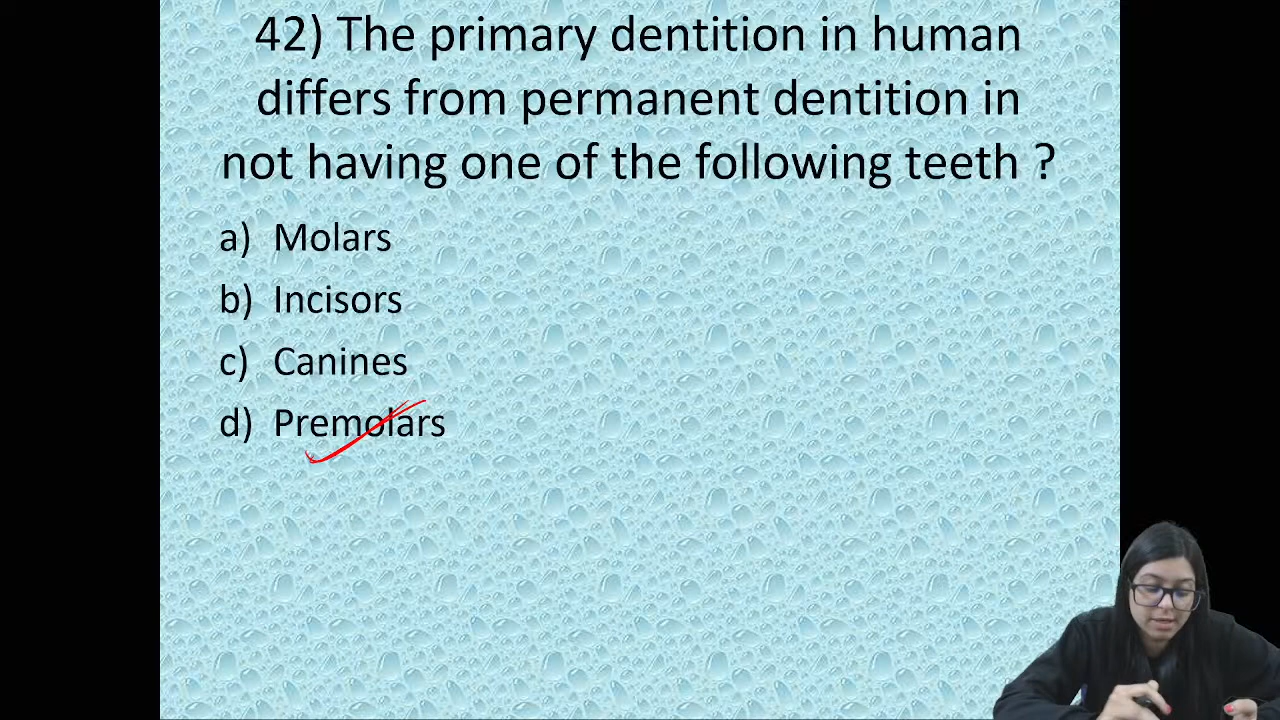 42) The primary dentition in human
differs from permanent dentition in
not having one of the following teeth ?
a) Molars
b) Incisors
c) Canines
d) Premolars